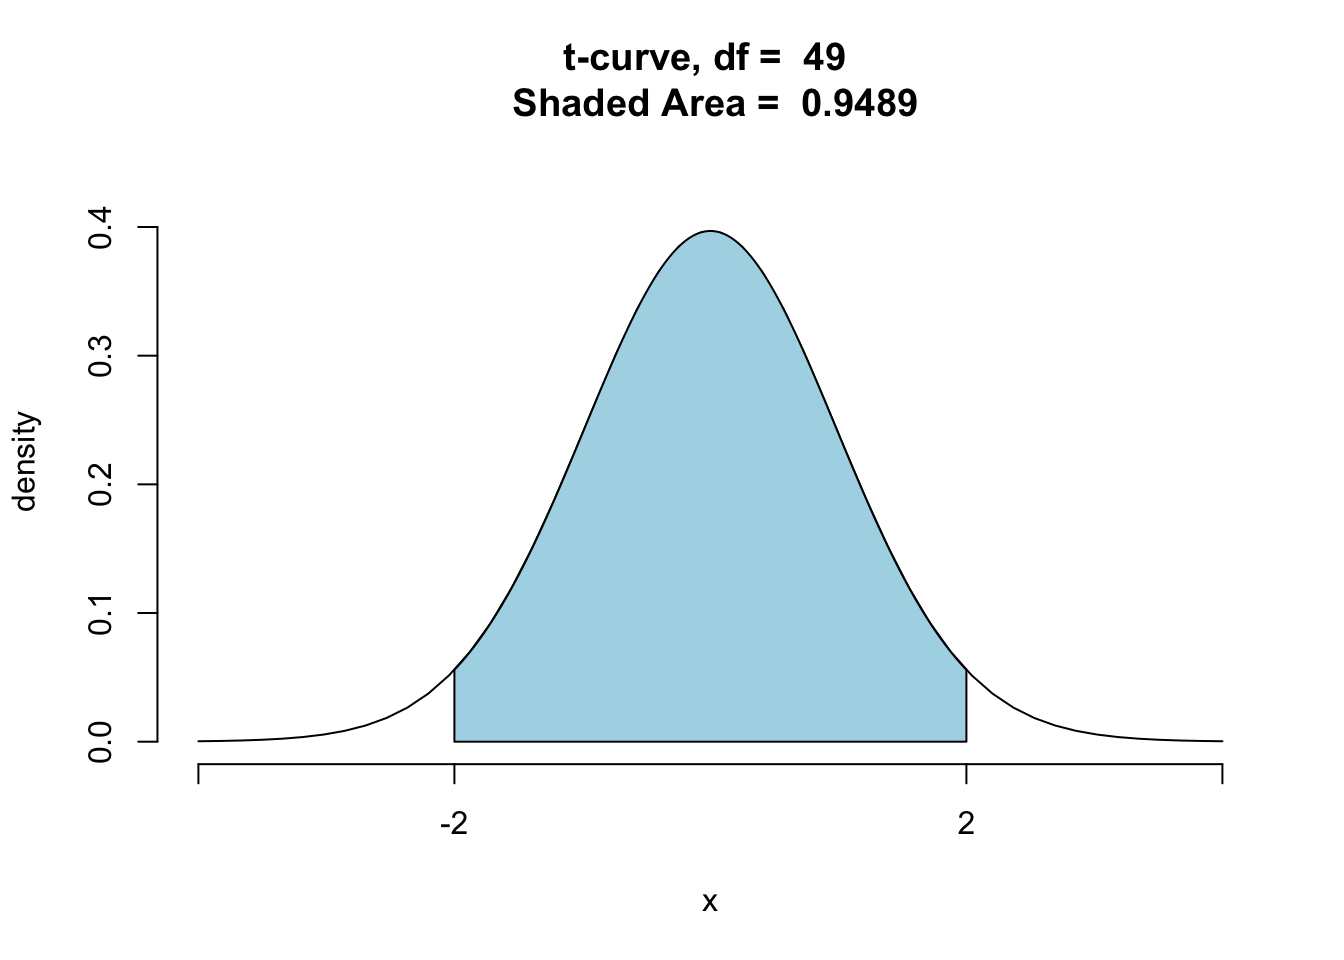 t-curve, df = 49
Shaded Area = 0.9489
density
0.4
0.3
0.2
0.1
0.0
-2 2
x